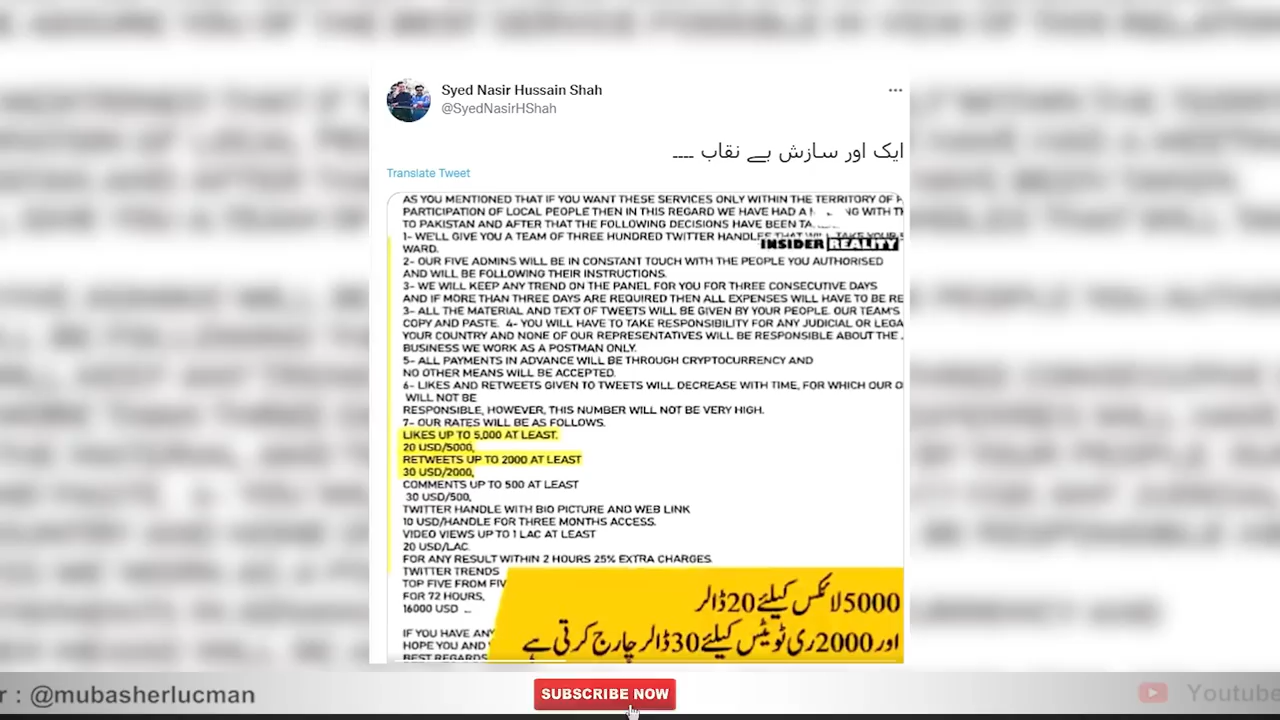 Syed Nasir Hussain Shah
@SyedNasirHShah
ایک اور سازش بے نقاب ۔۔۔۔
Translate Tweet
AS YOU MENTIONED THAT IF YOU WANT THESE SERVICES ONLY WITHIN THE TERRITORY OF
PARTICIPATION OF LOCAL PEOPLE THEN IN THIS REGARD WE HAVE HAD A WITH
TO PAKISTAN AND AFTER THAT THE FOLLOWING DECISIONS HAVE BEEN
1- WE'LL GIVE YOU A TEAM OF THREE HUNDRED TWITTER HANDLES THAT WILL TAKE YOUR
INSIDER REALITY
WARD.
2- OUR FIVE ADMINS WILL BE IN CONSTANT TOUCH WITH THE PEOPLE YOU AUTHORISED
AND WILL BE FOLLOWING THEIR INSTRUCTIONS.
3- WE WILL KEEP ANY TREND ON THE PANEL FOR YOU FOR THREE CONSECUTIVE DAYS
AND IF MORE THAN THREE DAYS ARE REQUIRED THEN ALL EXPENSES WILL HAVE TO BE RE
3- ALL THE MATERIAL AND TEXT OF TWEETS WILL BE GIVEN BY YOUR PEOPLE. OUR TEAM'S
COPY AND PASTE. 4- YOU WILL HAVE TO TAKE RESPONSIBILITY FOR ANY JUDICIAL OR LEGA
YOUR COUNTRY AND NONE OF OUR REPRESENTATIVES WILL BE RESPONSIBLE ABOUT THE
BUSINESS WE WORK AS A POSTMAN ONLY.
5- ALL PAYMENTS IN ADVANCE WILL BE THROUGH CRYPTOCURRENCY AND
NO OTHER MEANS WILL BE ACCEPTED.
6- LIKES AND RETWEETS GIVEN TO TWEETS WILL DECREASE WITH TIME, FOR WHICH OUR O
WILL NOT BE
RESPONSIBLE, HOWEVER, THIS NUMBER WILL NOT BE VERY HIGH.
7- OUR RATES WILL BE AS FOLLOWS.
LIKES UP TO 5,000 AT LEAST.
20 USD/5000,
RETWEETS UP TO 2000 AT LEAST
30 USD/2000,
COMMENTS UP TO 500 AT LEAST
30 USD/500,
TWITTER HANDLE WITH BIO PICTURE AND WEB LINK
10 USD/HANDLE FOR THREE MONTHS ACCESS.
VIDEO VIEWS UP TO 1 LAC AT LEAST
20 USD/LAC.
FOR ANY RESULT WITHIN 2 HOURS 25% EXTRA CHARGES.
TWITTER TRENDS
TOP FIVE FROM FIV
FOR 72 HOURS,
16000 USD ...
IF YOU HAVE ANY
HOPE YOU AND
BEST REGARDS
5000 لائکس کیلئے 20 ڈالر
اور 2000 ری ٹویٹس کیلئے 30 ڈالر چارج کرتی ہے
r : @mubasherlucman
SUBSCRIBE NOW
Youtube